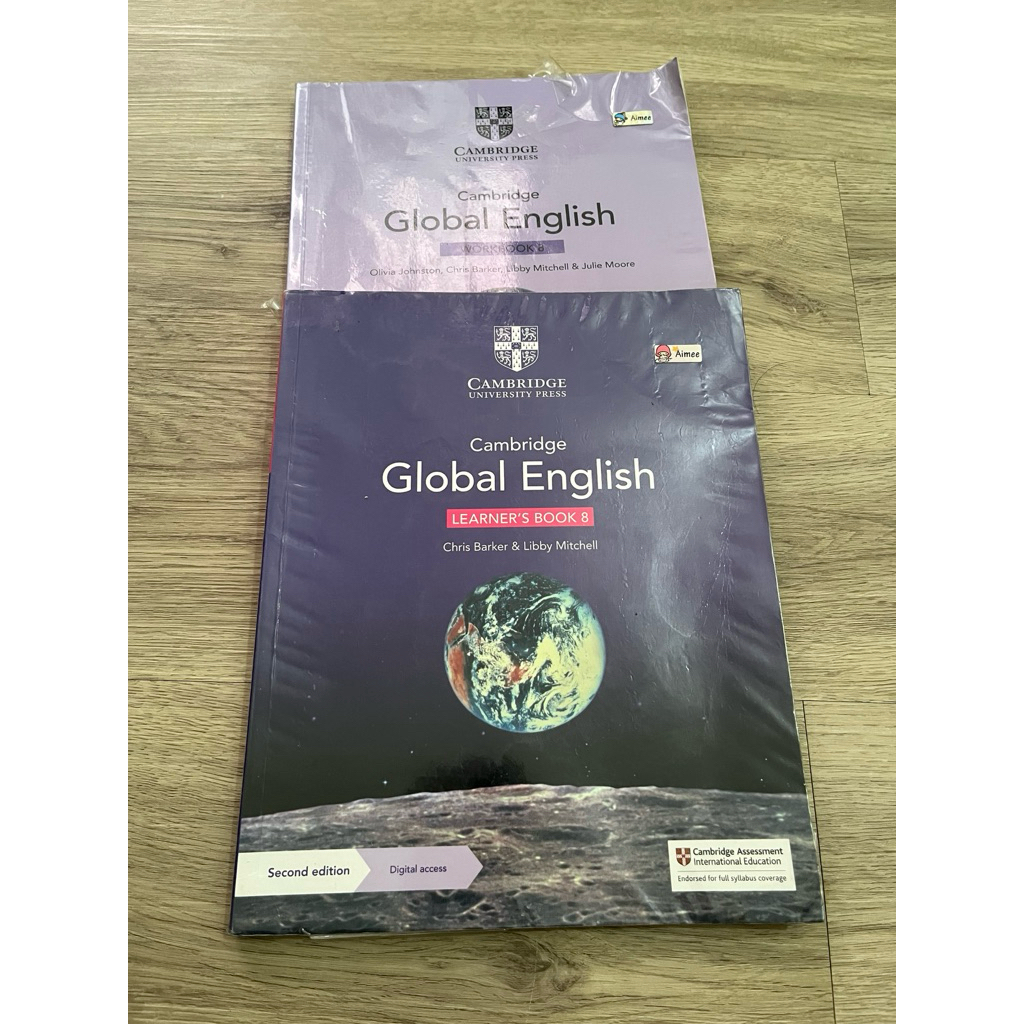 Aimee
CAMBRIDGE
UNIVERSITY PRESS
Cambridge
Global English
WORKBOOK 8
Olivia Johnston, Chris Barker, Libby Mitchell & Julie Moore
Aimee
CAMBRIDGE
UNIVERSITY PRESS
Cambridge
Global English
LEARNER'S BOOK 8
Chris Barker & Libby Mitchell
Second edition
Digital access
Cambridge Assessment
International Education
Endorsed for full syllabus coverage